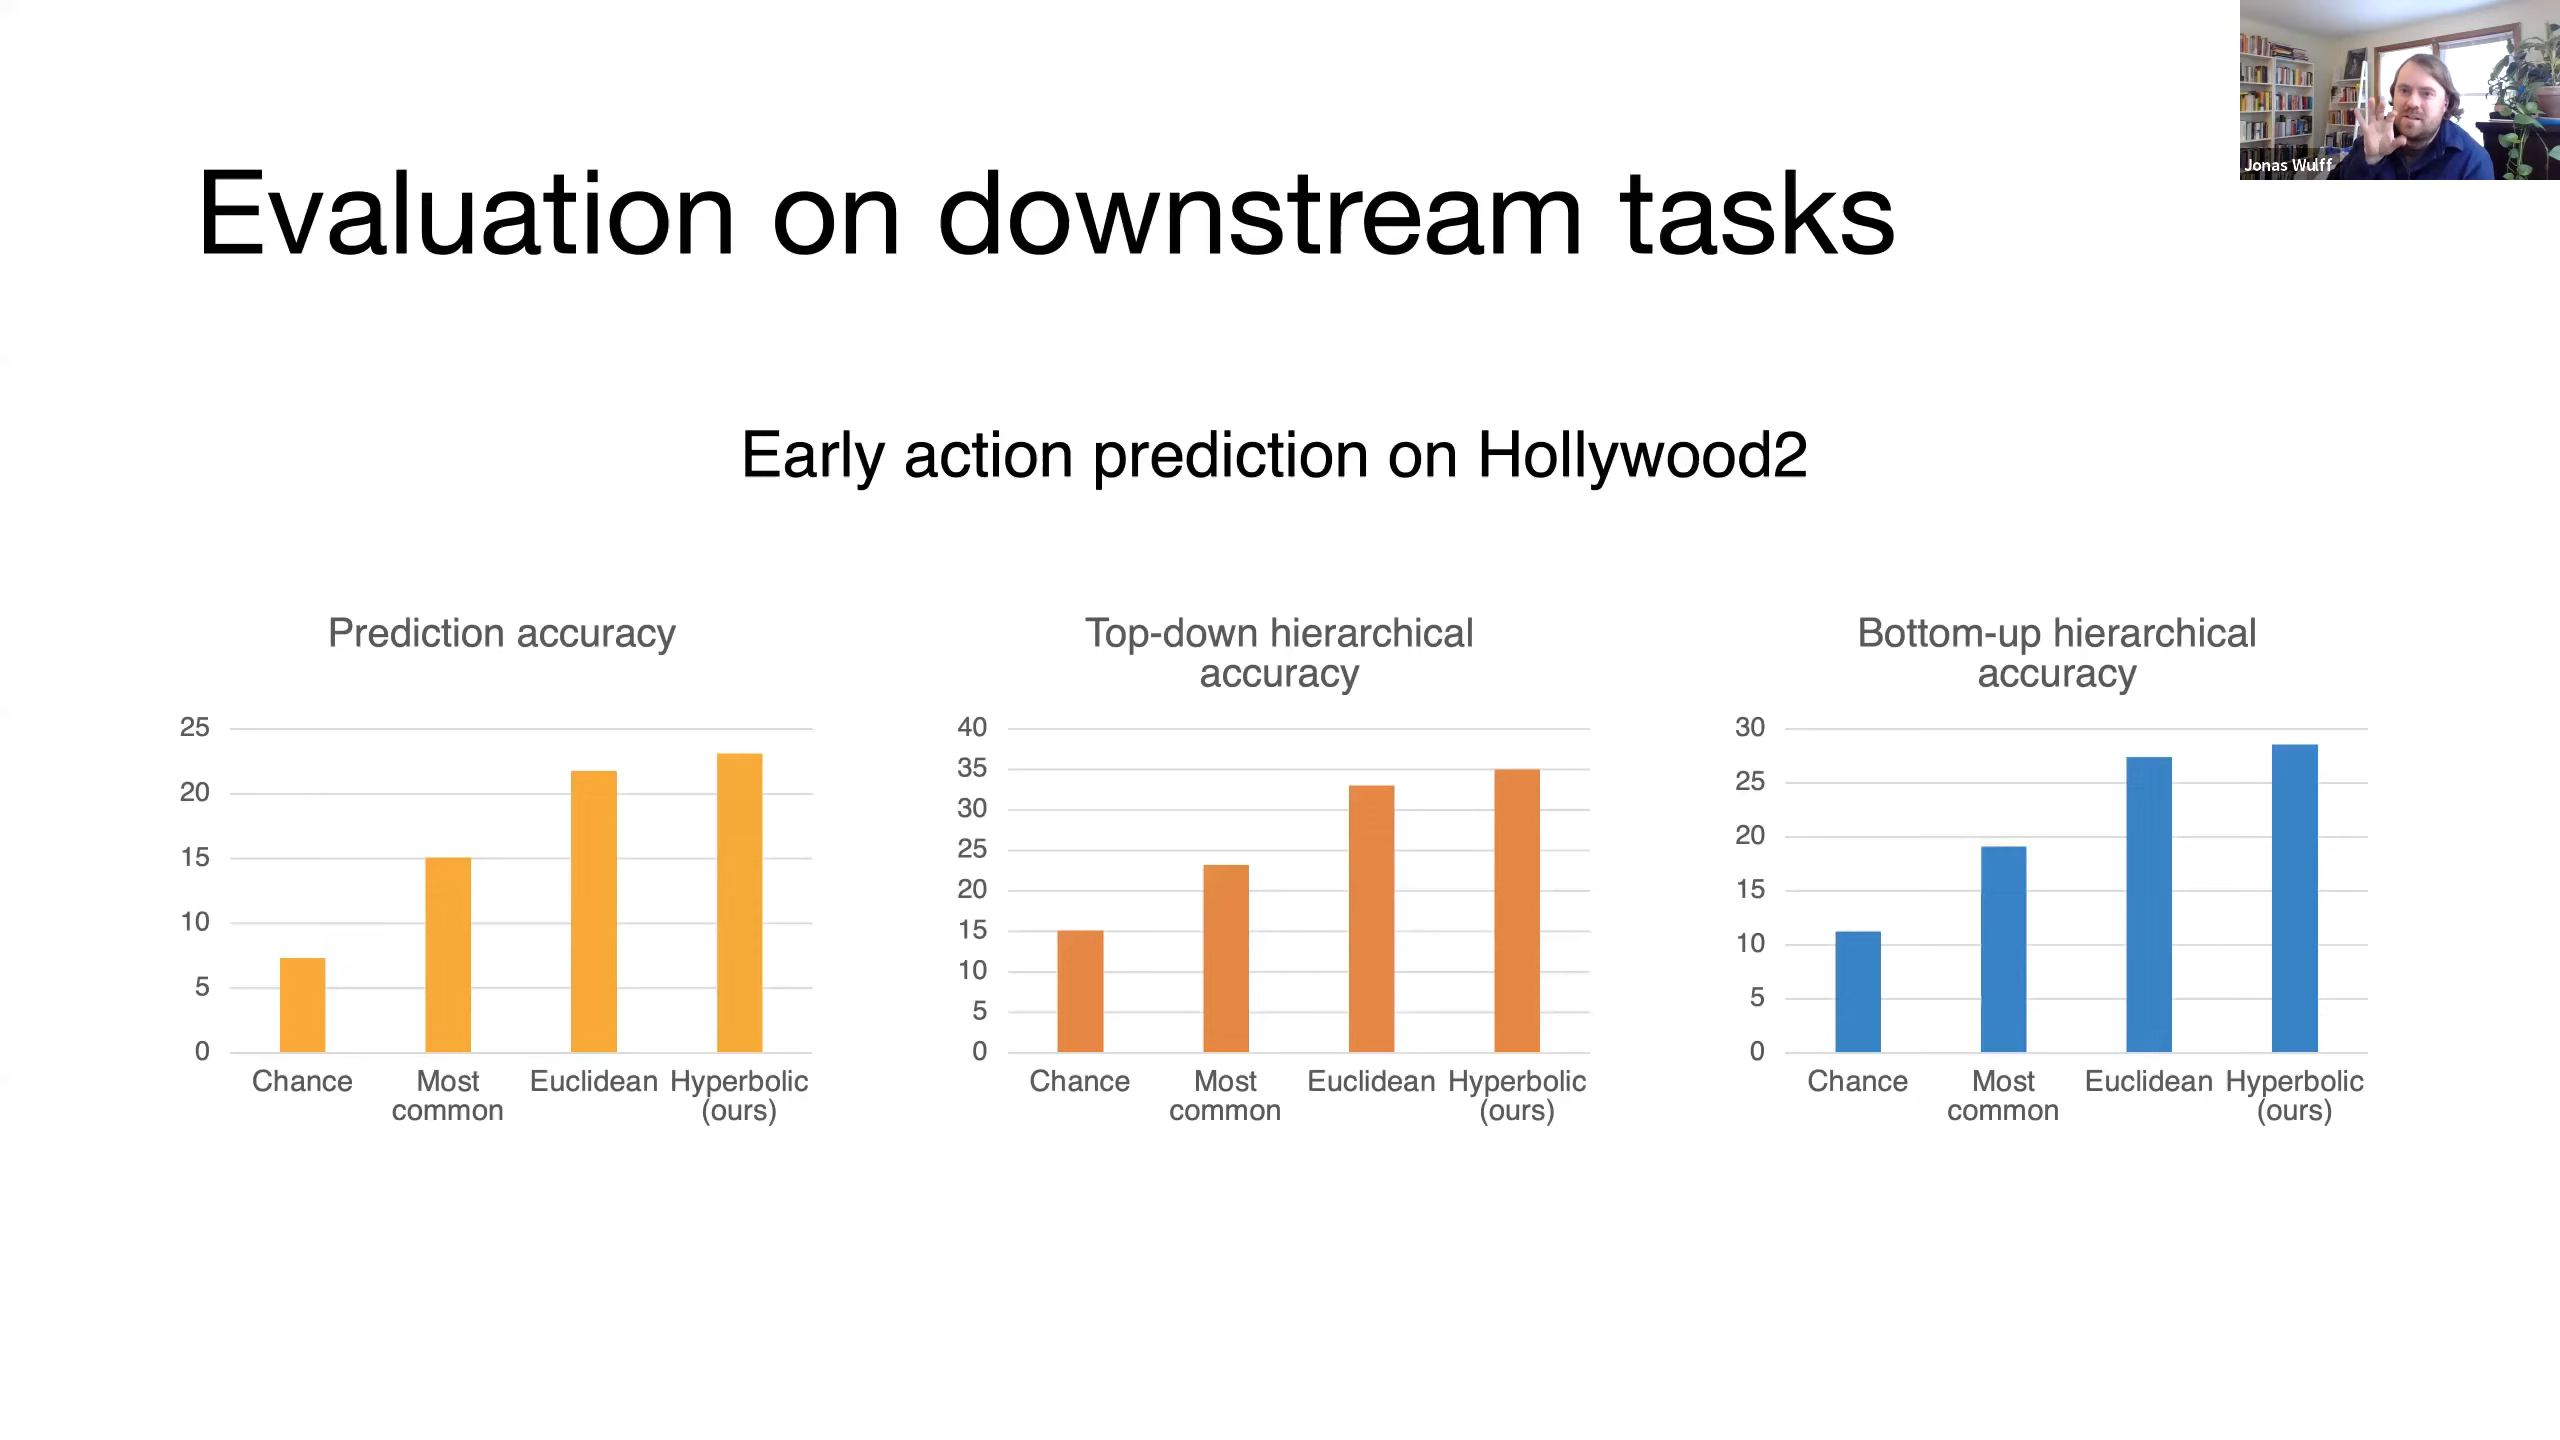 Jonas Wulff
Evaluation on downstream tasks
Early action prediction on Hollywood2
Prediction accuracy
25
20
15
10
5
0
Chance
Most
common
Euclidean
Hyperbolic
(ours)
Top-down hierarchical
accuracy
40
35
30
25
20
15
10
5
0
Chance
Most
common
Euclidean
Hyperbolic
(ours)
Bottom-up hierarchical
accuracy
30
25
20
15
10
5
0
Chance
Most
common
Euclidean
Hyperbolic
(ours)